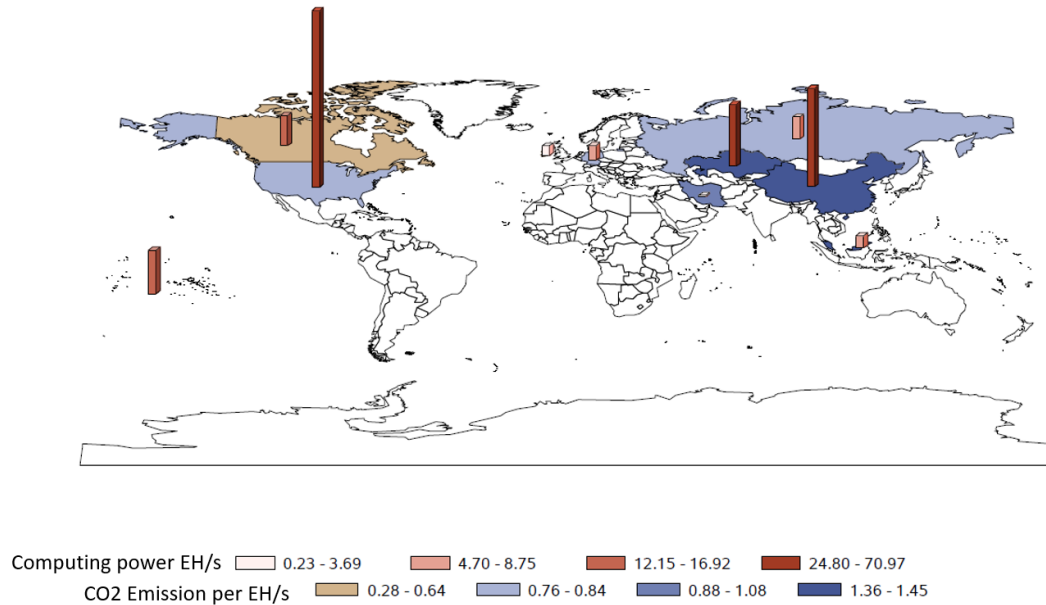 Computing power EH/s 0.23 - 3.69 4.70 - 8.75 12.15 - 16.92 24.80 - 70.97
CO2 Emission per EH/s 0.28 - 0.64 0.76 - 0.84 0.88 - 1.08 1.36 - 1.45